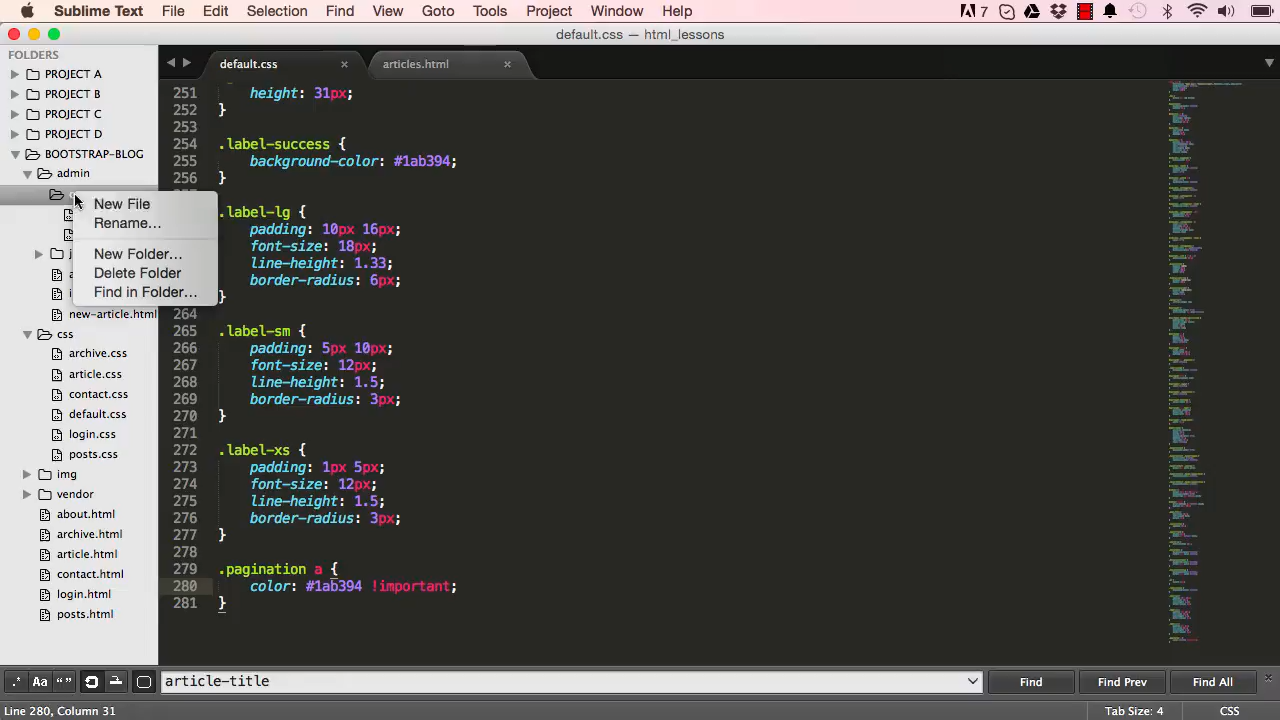 Sublime Text File Edit Selection Find View Goto Tools Project Window Help 7
default.css — html_lessons
FOLDERS
PROJECT A
PROJECT B
PROJECT C
PROJECT D
BOOTSTRAP-BLOG
admin
new-article.html
css
archive.css
article.css
contact.css
default.css
login.css
posts.css
img
vendor
about.html
archive.html
article.html
contact.html
login.html
posts.html
New File
Rename...
New Folder...
Delete Folder
Find in Folder...
default.css × articles.html ×
251 height: 31px;
252 }
253
254 .label-success {
255 background-color: #1ab394;
256 }
.label-lg {
padding: 10px 16px;
font-size: 18px;
line-height: 1.33;
border-radius: 6px;
}
264
265 .label-sm {
266 padding: 5px 10px;
267 font-size: 12px;
268 line-height: 1.5;
269 border-radius: 3px;
270 }
271
272 .label-xs {
273 padding: 1px 5px;
274 font-size: 12px;
275 line-height: 1.5;
276 border-radius: 3px;
277 }
278
279 .pagination a {
280 color: #1ab394 !important;
281 }
.* Aa “ ” article-title Find Find Prev Find All
Line 280, Column 31 Tab Size: 4 CSS